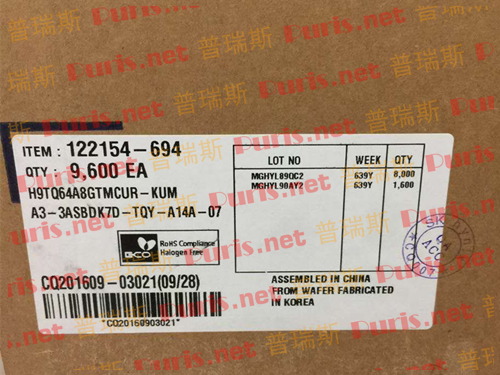 ITEM : 122154-694
QTY : 9,600 EA
H9TQ64A8GTMCUR-KUM
A3-3ASBDK7D-TQY-A14A-07
eco
RoHS Compliance
Halogen Free
CQ201609-03021(09/28)
"CQ20160903021"
LOT NO WEEK QTY
MGHYL89QC2 639Y 8,000
MGHYL90AY2 639Y 1,600
ASSEMBLED IN CHINA
FROM WAFER FABRICATED
IN KOREA
普瑞斯 Puris.net